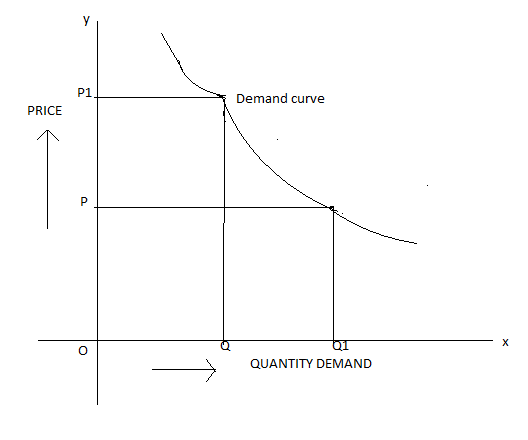 y
P1
Demand curve
PRICE
P
O
Q
Q1
x
QUANTITY DEMAND